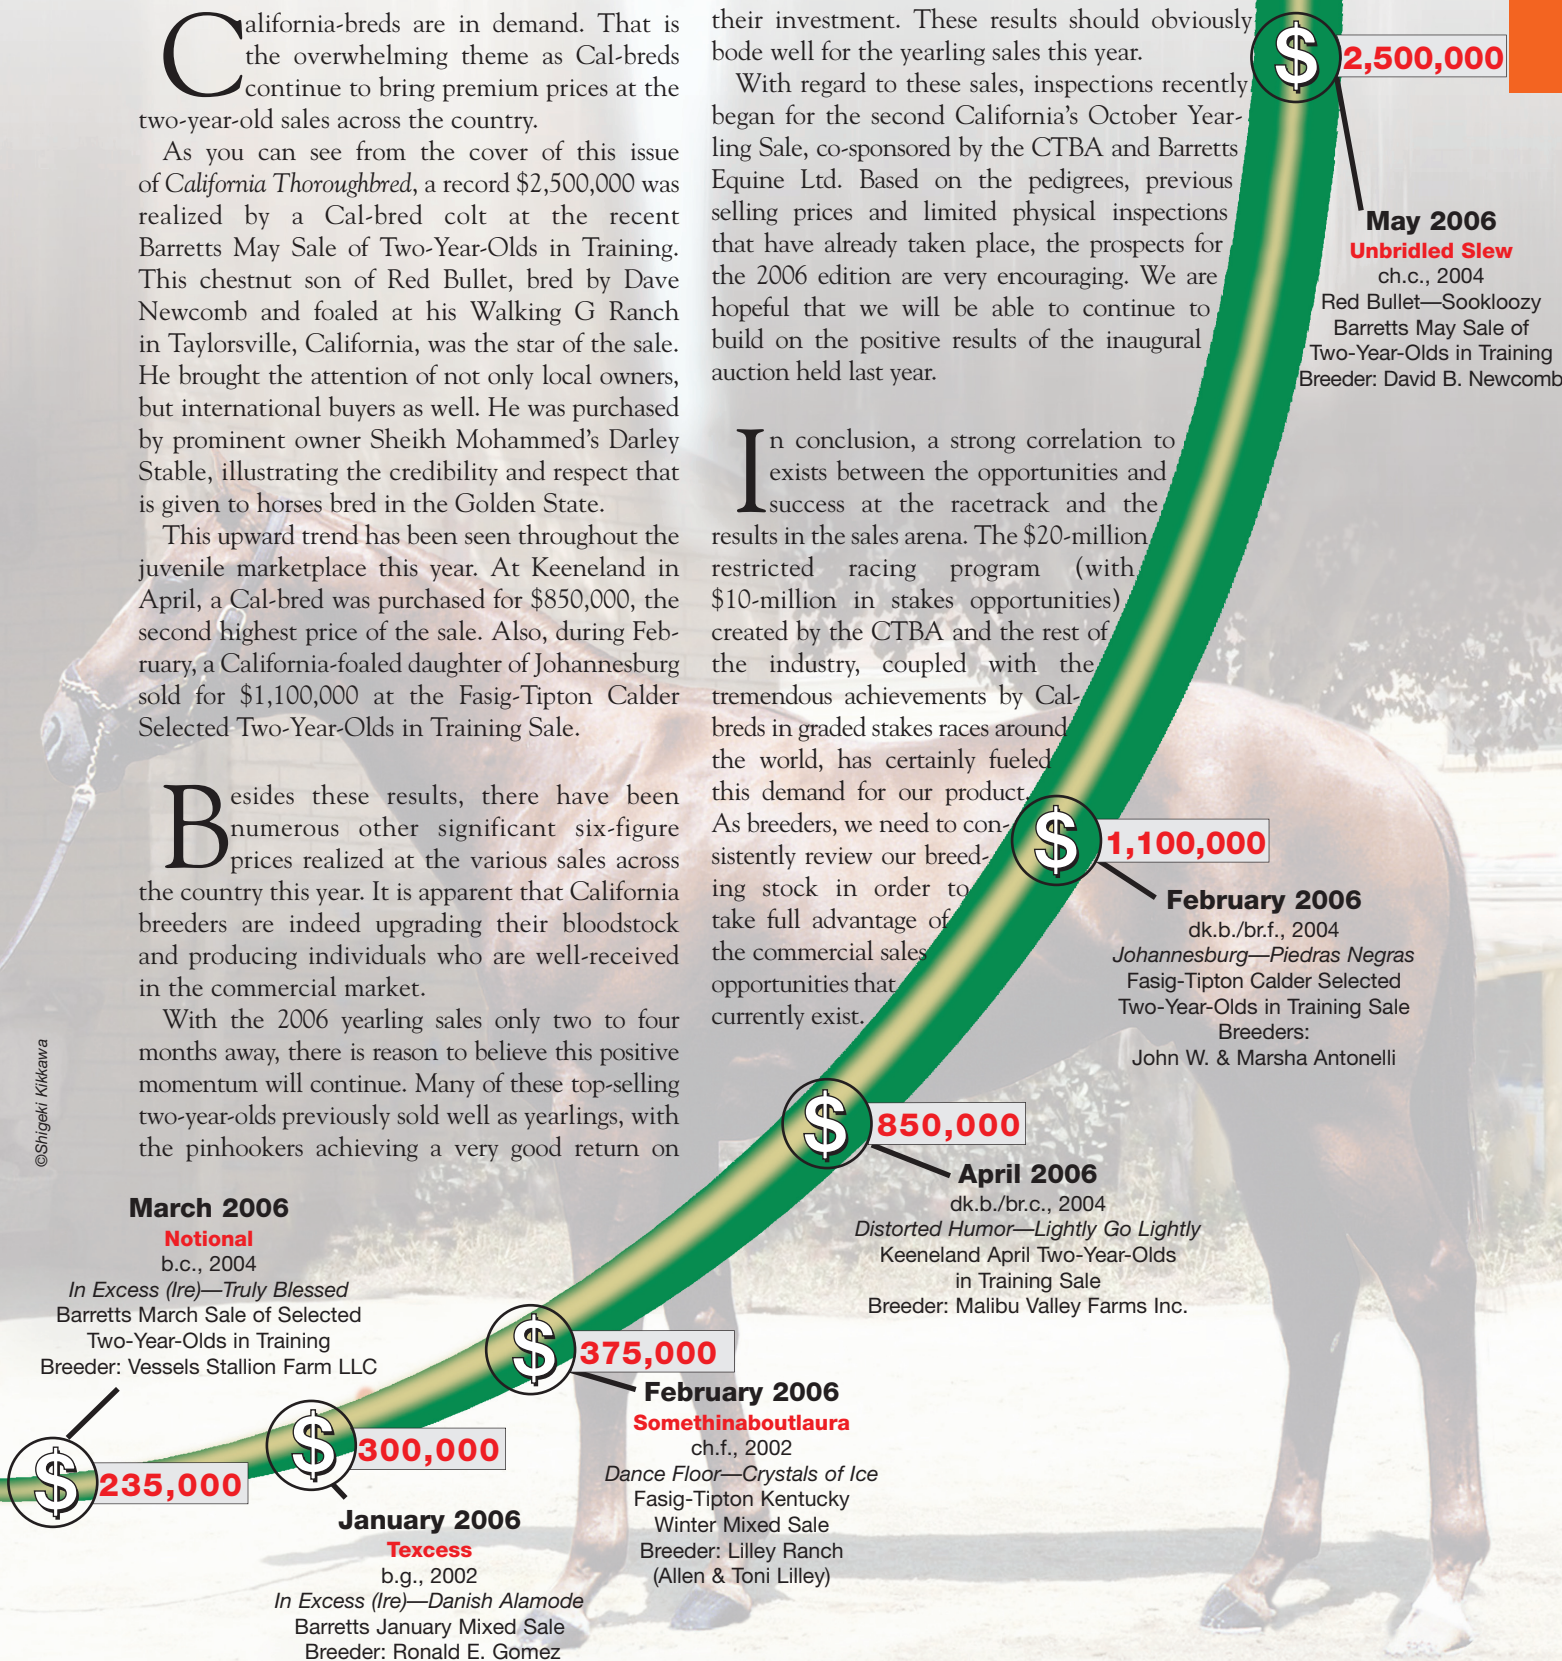 California-breds are in demand. That is
the overwhelming theme as Cal-breds
continue to bring premium prices at the
two-year-old sales across the country.
As you can see from the cover of this issue
of California Thoroughbred, a record $2,500,000 was
realized by a Cal-bred colt at the recent
Barretts May Sale of Two-Year-Olds in Training.
This chestnut son of Red Bullet, bred by Dave
Newcomb and foaled at his Walking G Ranch
in Taylorsville, California, was the star of the sale.
He brought the attention of not only local owners,
but international buyers as well. He was purchased
by prominent owner Sheikh Mohammed's Darley
Stable, illustrating the credibility and respect that
is given to horses bred in the Golden State.
This upward trend has been seen throughout the
juvenile marketplace this year. At Keeneland in
April, a Cal-bred was purchased for $850,000, the
second highest price of the sale. Also, during Feb-
ruary, a California-foaled daughter of Johannesburg
sold for $1,100,000 at the Fasig-Tipton Calder
Selected Two-Year-Olds in Training Sale.
Besides these results, there have been
numerous other significant six-figure
prices realized at the various sales across
the country this year. It is apparent that California
breeders are indeed upgrading their bloodstock
and producing individuals who are well-received
in the commercial market.
With the 2006 yearling sales only two to four
months away, there is reason to believe this positive
momentum will continue. Many of these top-selling
two-year-olds previously sold well as yearlings, with
the pinhookers achieving a very good return on
their investment. These results should obviously
bode well for the yearling sales this year.
With regard to these sales, inspections recently
began for the second California's October Year-
ling Sale, co-sponsored by the CTBA and Barretts
Equine Ltd. Based on the pedigrees, previous
selling prices and limited physical inspections
that have already taken place, the prospects for
the 2006 edition are very encouraging. We are
hopeful that we will be able to continue to
build on the positive results of the inaugural
auction held last year.
In conclusion, a strong correlation to
exists between the opportunities and
success at the racetrack and the
results in the sales arena. The $20-million
restricted racing program (with
$10-million in stakes opportunities)
created by the CTBA and the rest of
the industry, coupled with the
tremendous achievements by Cal-
breds in graded stakes races around
the world, has certainly fueled
this demand for our product.
As breeders, we need to con-
sistently review our breed-
ing stock in order to
take full advantage of
the commercial sales
opportunities that
currently exist.
©Shigeki Kikkawa
$ 2,500,000
May 2006
Unbridled Slew
ch.c., 2004
Red Bullet—Sookloozy
Barretts May Sale of
Two-Year-Olds in Training
Breeder: David B. Newcomb
$ 1,100,000
February 2006
dk.b./br.f., 2004
Johannesburg—Piedras Negras
Fasig-Tipton Calder Selected
Two-Year-Olds in Training Sale
Breeders:
John W. & Marsha Antonelli
$ 850,000
April 2006
dk.b./br.c., 2004
Distorted Humor—Lightly Go Lightly
Keeneland April Two-Year-Olds
in Training Sale
Breeder: Malibu Valley Farms Inc.
$ 375,000
February 2006
Somethinaboutlaura
ch.f., 2002
Dance Floor—Crystals of Ice
Fasig-Tipton Kentucky
Winter Mixed Sale
Breeder: Lilley Ranch
(Allen & Toni Lilley)
$ 300,000
January 2006
Texcess
b.g., 2002
In Excess (Ire)—Danish Alamode
Barretts January Mixed Sale
Breeder: Ronald E. Gomez
March 2006
Notional
b.c., 2004
In Excess (Ire)—Truly Blessed
Barretts March Sale of Selected
Two-Year-Olds in Training
Breeder: Vessels Stallion Farm LLC
$ 235,000